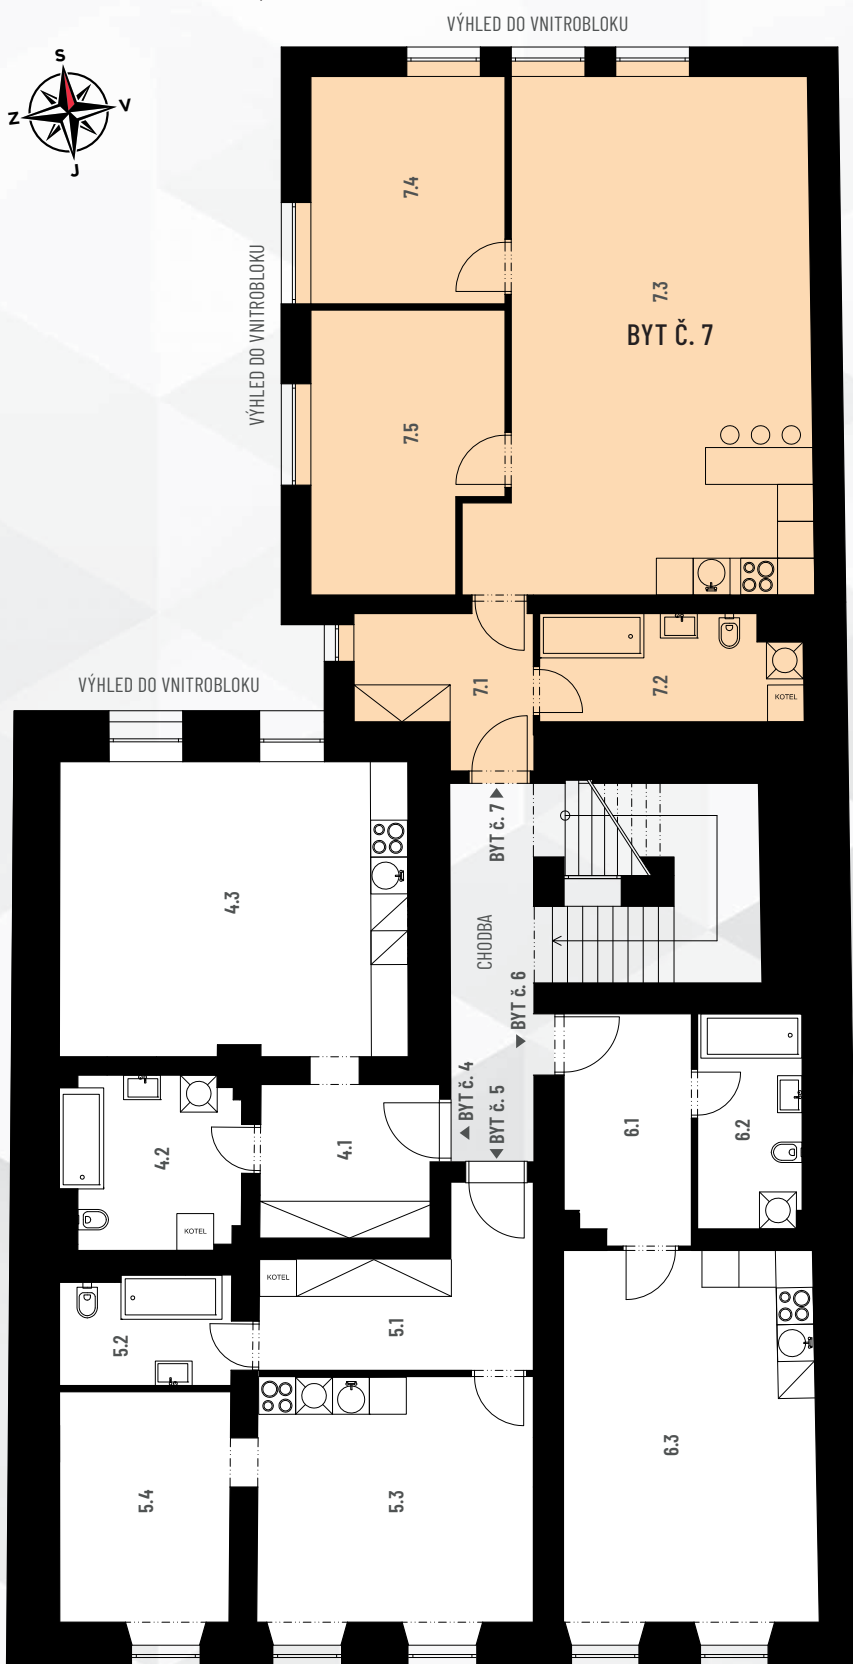 VÝHLED DO VNITROBLOKU
S
Z
V
J
7.4
7.3
BYT Č. 7
VÝHLED DO VNITROBLOKU
7.5
VÝHLED DO VNITROBLOKU
7.1
7.2
KOTEL
BYT č. 7
4.3
CHODBA
BYT č. 6
BYT č. 4
BYT č. 5
4.2
4.1
6.1
6.2
KOTEL
KOTEL
5.2
5.1
5.4
5.3
6.3